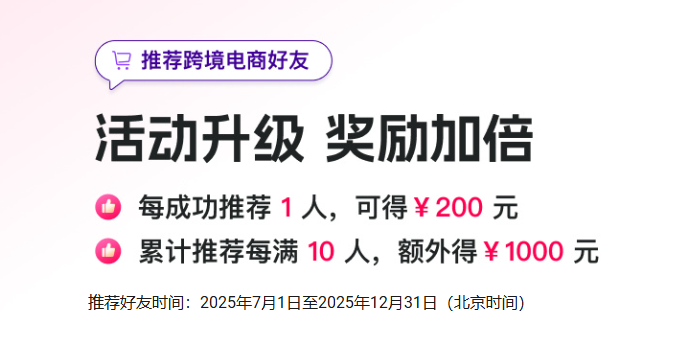 推荐跨境电商好友
活动升级 奖励加倍
每成功推荐 1 人，可得￥200 元
累计推荐每满 10 人，额外得￥1000 元
推荐好友时间：2025年7月1日至2025年12月31日（北京时间）